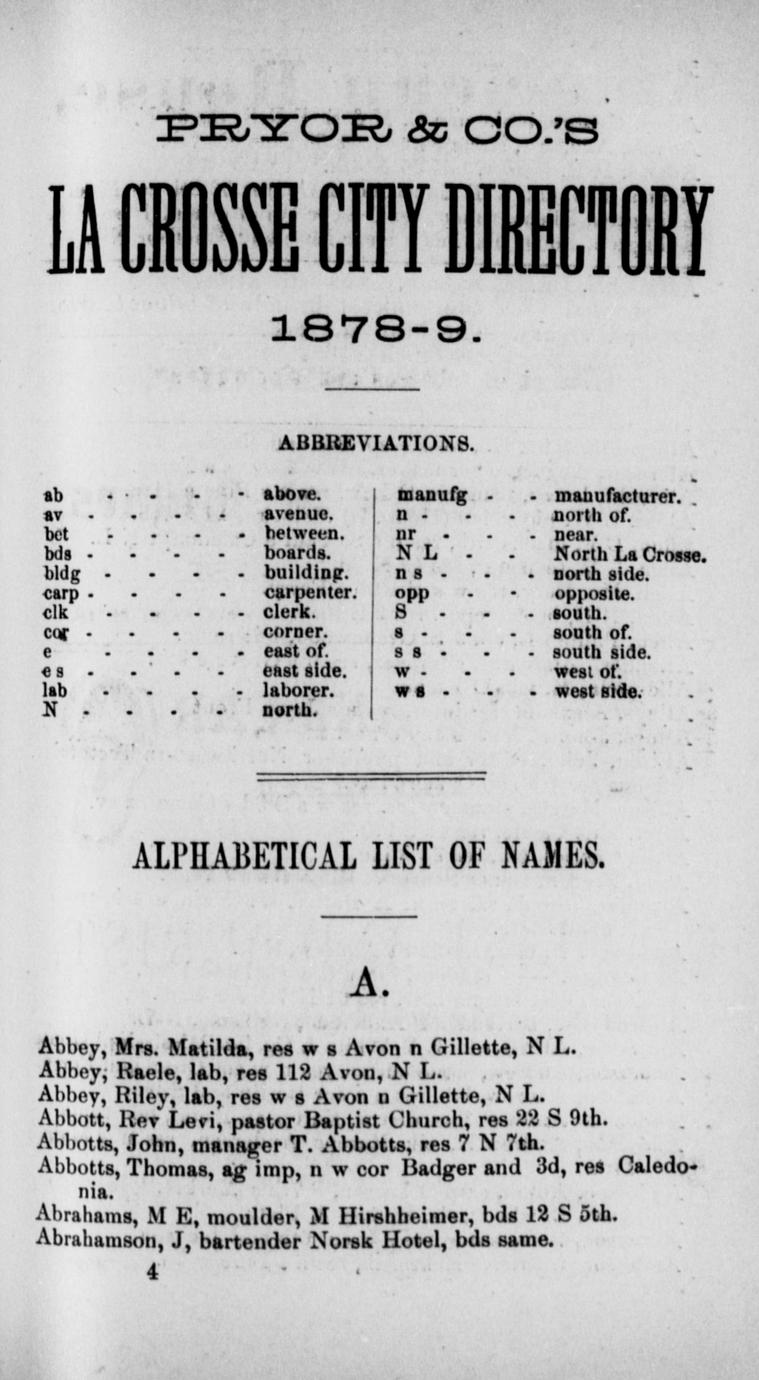 PRYOR & CO.'S
LA CROSSE CITY DIRECTORY
1878-9.
ABBREVIATIONS.
ab - - - - above.
av - - - - avenue.
bet - - - - between.
bds - - - - boards.
bldg - - - - building.
carp - - - - carpenter.
clk - - - - clerk.
cor - - - - corner.
e - - - - east of.
e s - - - - east side.
lab - - - - laborer.
N - - - - north.
manufg - - manufacturer.
n - - - north of.
nr - - - near.
N L - - North La Crosse.
n s - - - north side.
opp - - opposite.
S - - - south.
s - - - south of.
s s - - - south side.
w - - - west of.
w s - - - west side.
ALPHABETICAL LIST OF NAMES.
A.
Abbey, Mrs. Matilda, res w s Avon n Gillette, N L.
Abbey, Raele, lab, res 112 Avon, N L.
Abbey, Riley, lab, res w s Avon n Gillette, N L.
Abbott, Rev Levi, pastor Baptist Church, res 22 S 9th.
Abbotts, John, manager T. Abbotts, res 7 N 7th.
Abbotts, Thomas, ag imp, n w cor Badger and 3d, res Caledo-
nia.
Abrahams, M E, moulder, M Hirshheimer, bds 12 S 5th.
Abrahamson, J, bartender Norsk Hotel, bds same.
4